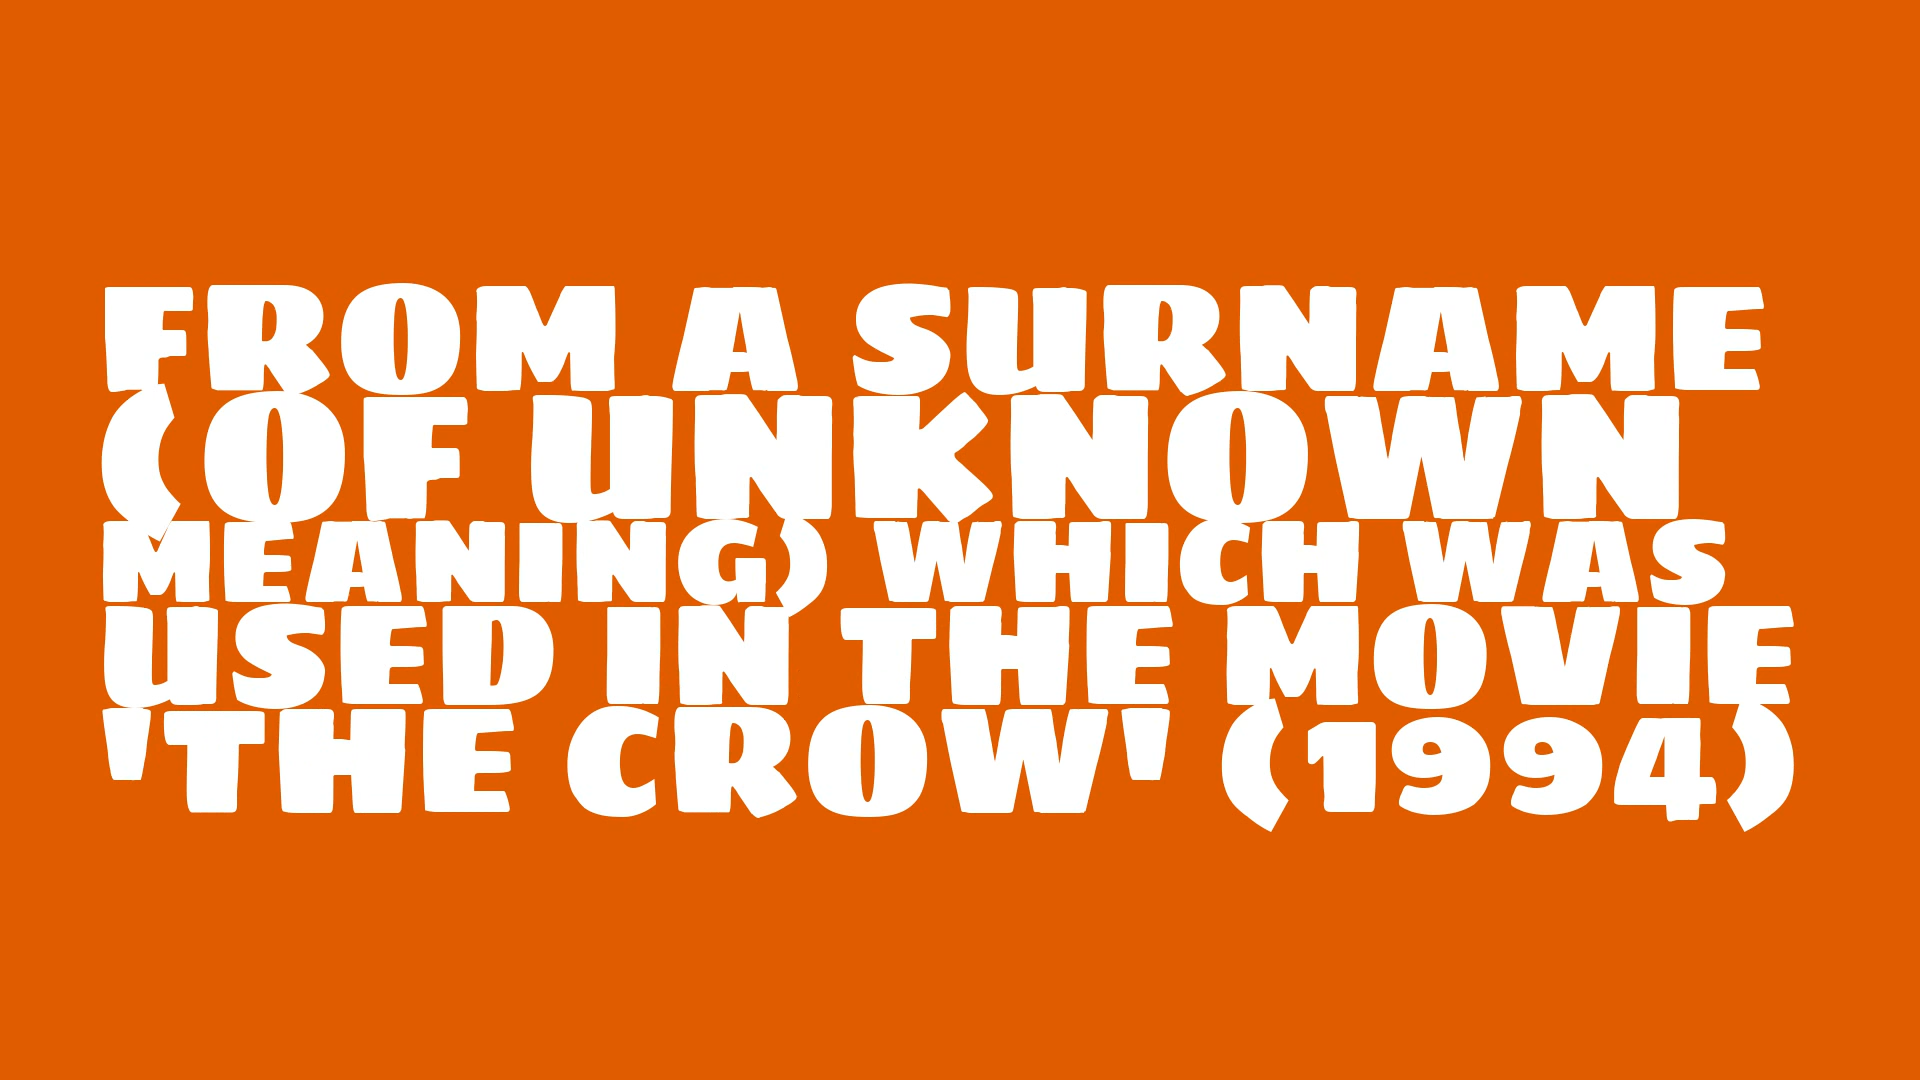 FROM A SURNAME
(OF UNKNOWN
MEANING) WHICH WAS
USED IN THE MOVIE
'THE CROW' (1994)